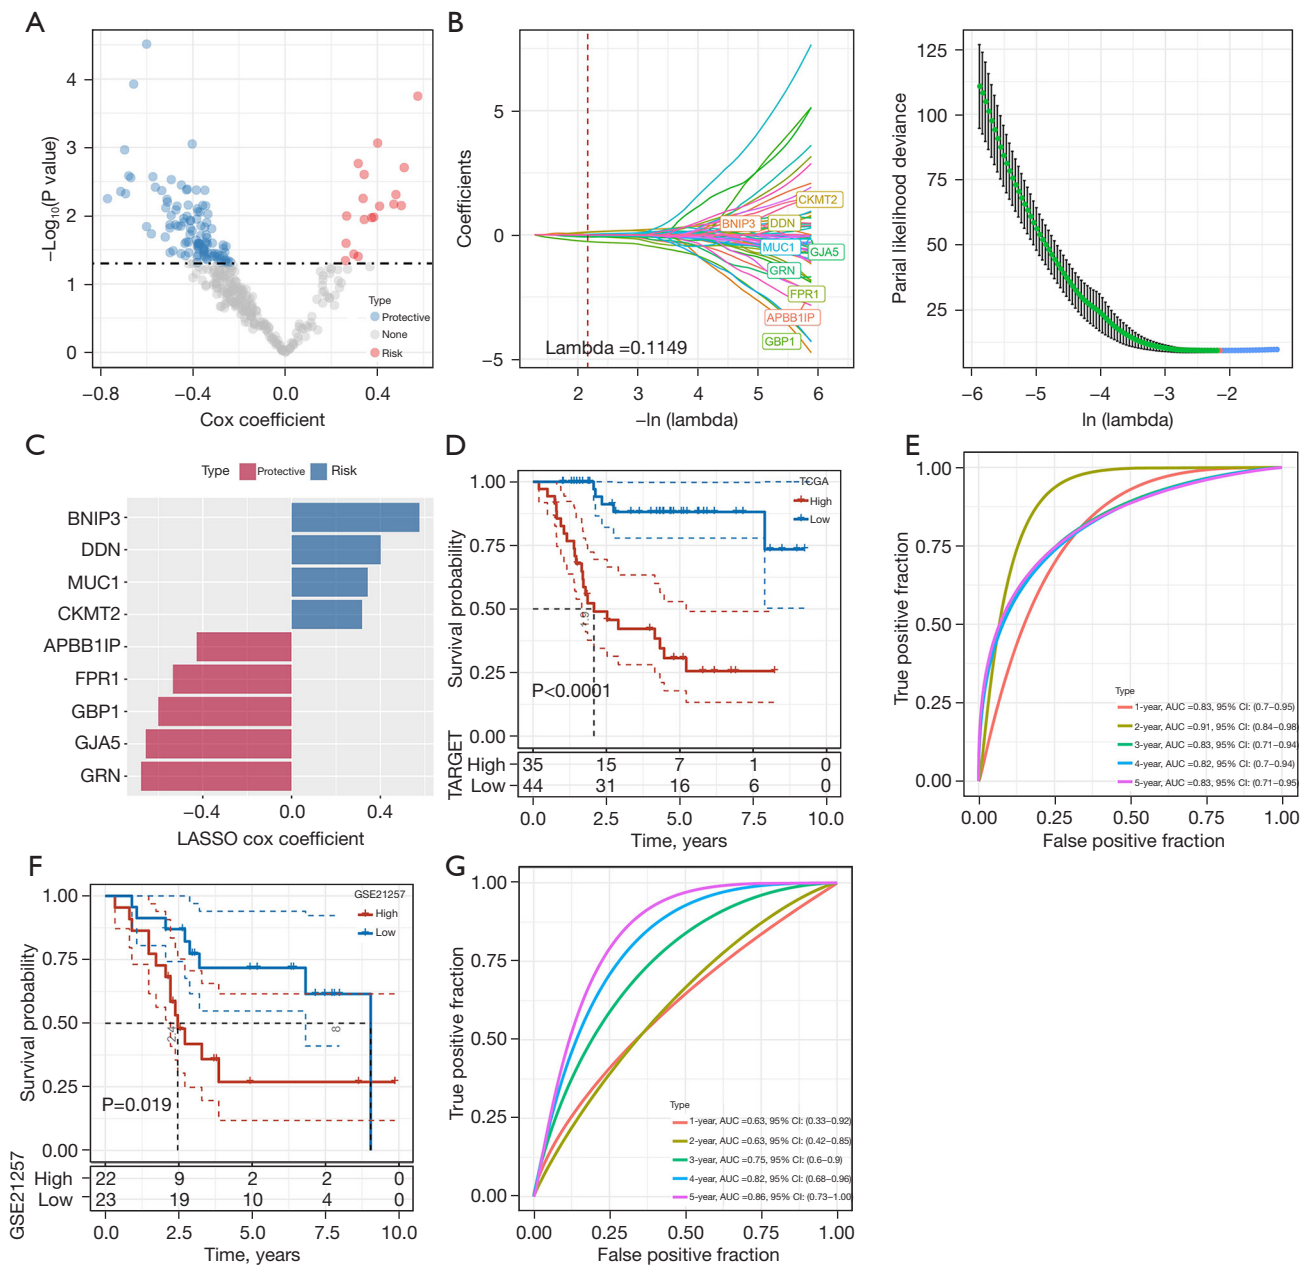 A
−Log₁₀(P value)
4
3
2
1
0
−0.8
−0.4
0.0
0.4
Cox coefficient
Type
Protective
None
Risk
B
Coefficients
5
0
−5
2
3
4
5
6
−ln (lambda)
Lambda =0.1149
CKMT2
BNIP3
DDN
MUC1
GJA5
GRN
FPR1
APBB1IP
GBP1
Parial likelihood deviance
125
100
75
50
25
−6
−5
−4
−3
−2
ln (lambda)
C
Type
Protective
Risk
BNIP3
DDN
MUC1
CKMT2
APBB1IP
FPR1
GBP1
GJA5
GRN
−0.4
0.0
0.4
LASSO cox coefficient
D
Survival probability
1.00
0.75
0.50
0.25
0.00
TCGA
High
Low
1.9
P<0.0001
TARGET
High 35 15 7 1 0
Low 44 31 16 6 0
0.0 2.5 5.0 7.5 10.0
Time, years
E
True positive fraction
1.00
0.75
0.50
0.25
0.00
Type
1-year, AUC =0.83, 95% CI: (0.7−0.95)
2-year, AUC =0.91, 95% CI: (0.84−0.98)
3-year, AUC =0.83, 95% CI: (0.71−0.94)
4-year, AUC =0.82, 95% CI: (0.7−0.94)
5-year, AUC =0.83, 95% CI: (0.71−0.95)
0.00 0.25 0.50 0.75 1.00
False positive fraction
F
Survival probability
1.00
0.75
0.50
0.25
0.00
GSE21257
High
Low
2.4
8
P=0.019
GSE21257
High 22 9 2 2 0
Low 23 19 10 4 0
0.0 2.5 5.0 7.5 10.0
Time, years
G
True positive fraction
1.00
0.75
0.50
0.25
0.00
Type
1-year, AUC =0.63, 95% CI: (0.33−0.92)
2-year, AUC =0.63, 95% CI: (0.42−0.85)
3-year, AUC =0.75, 95% CI: (0.6−0.9)
4-year, AUC =0.82, 95% CI: (0.68−0.96)
5-year, AUC =0.86, 95% CI: (0.73−1.00)
0.00 0.25 0.50 0.75 1.00
False positive fraction